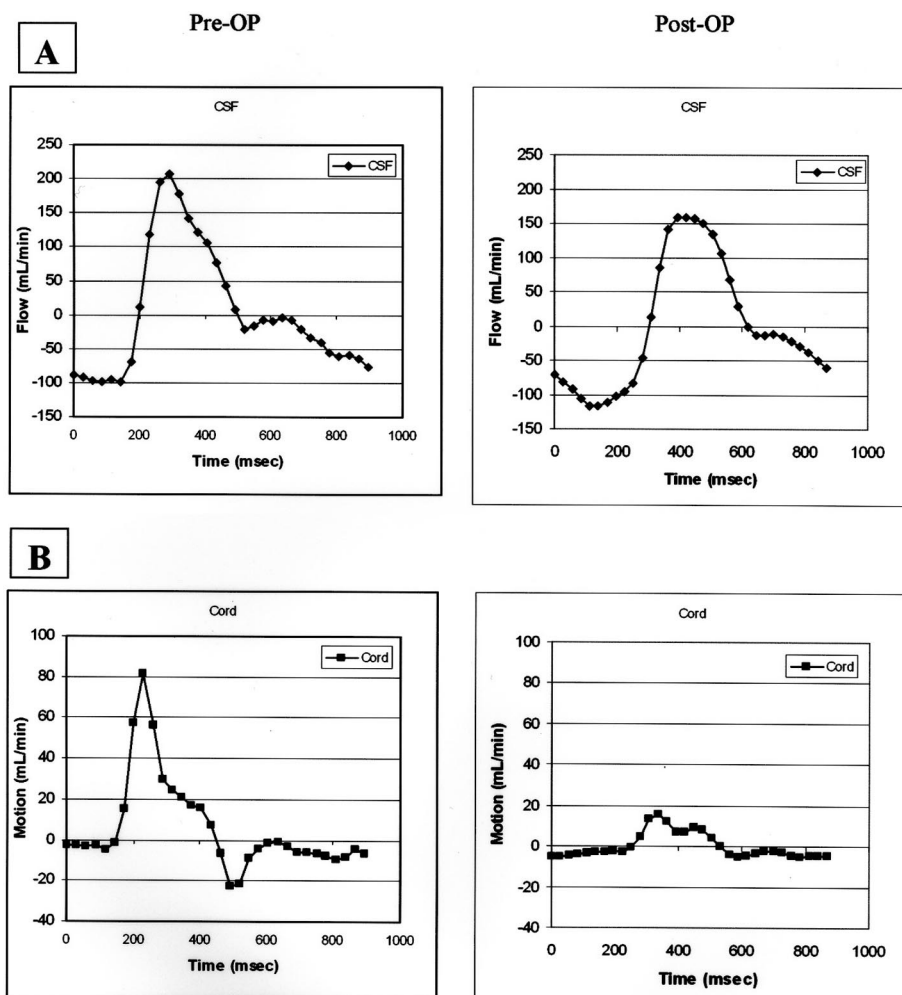 Pre-OP
Post-OP
A
CSF
250
200
150
100
50
0
-50
-100
-150
Flow (mL/min)
CSF
0 200 400 600 800 1000
Time (msec)
CSF
250
200
150
100
50
0
-50
-100
-150
Flow (mL/min)
CSF
0 200 400 600 800 1000
Time (msec)
B
Cord
100
80
60
40
20
0
-20
-40
Motion (mL/min)
Cord
0 200 400 600 800 1000
Time (msec)
Cord
100
80
60
40
20
0
-20
-40
Motion (mL/min)
Cord
0 200 400 600 800 1000
Time (msec)